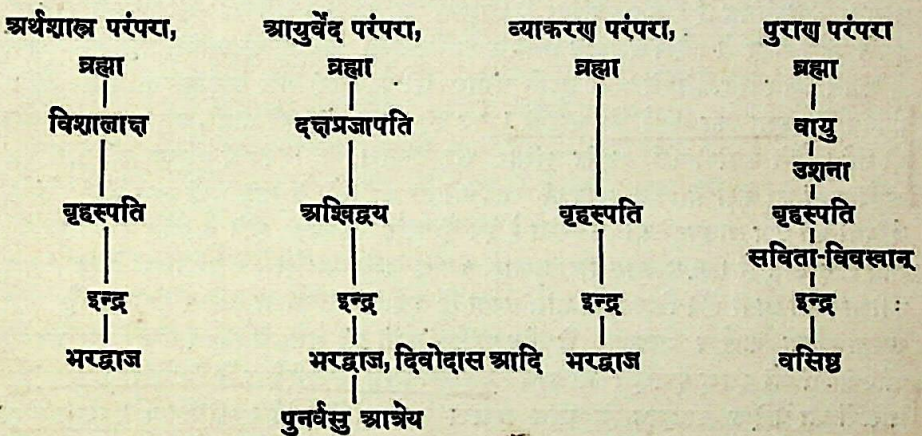 अर्थशास्त्र परंपरा, आयुर्वेद परंपरा, व्याकरण परंपरा, पुराण परंपरा
ब्रह्मा ब्रह्मा ब्रह्मा ब्रह्मा
विशालाक्ष दक्षप्रजापति वायु
उशना
बृहस्पति अश्विद्वय बृहस्पति बृहस्पति
सविता-विवस्वान्
इन्द्र इन्द्र इन्द्र इन्द्र
भरद्वाज भरद्वाज, दिवोदास आदि भरद्वाज वसिष्ठ
पुनर्वसु आत्रेय